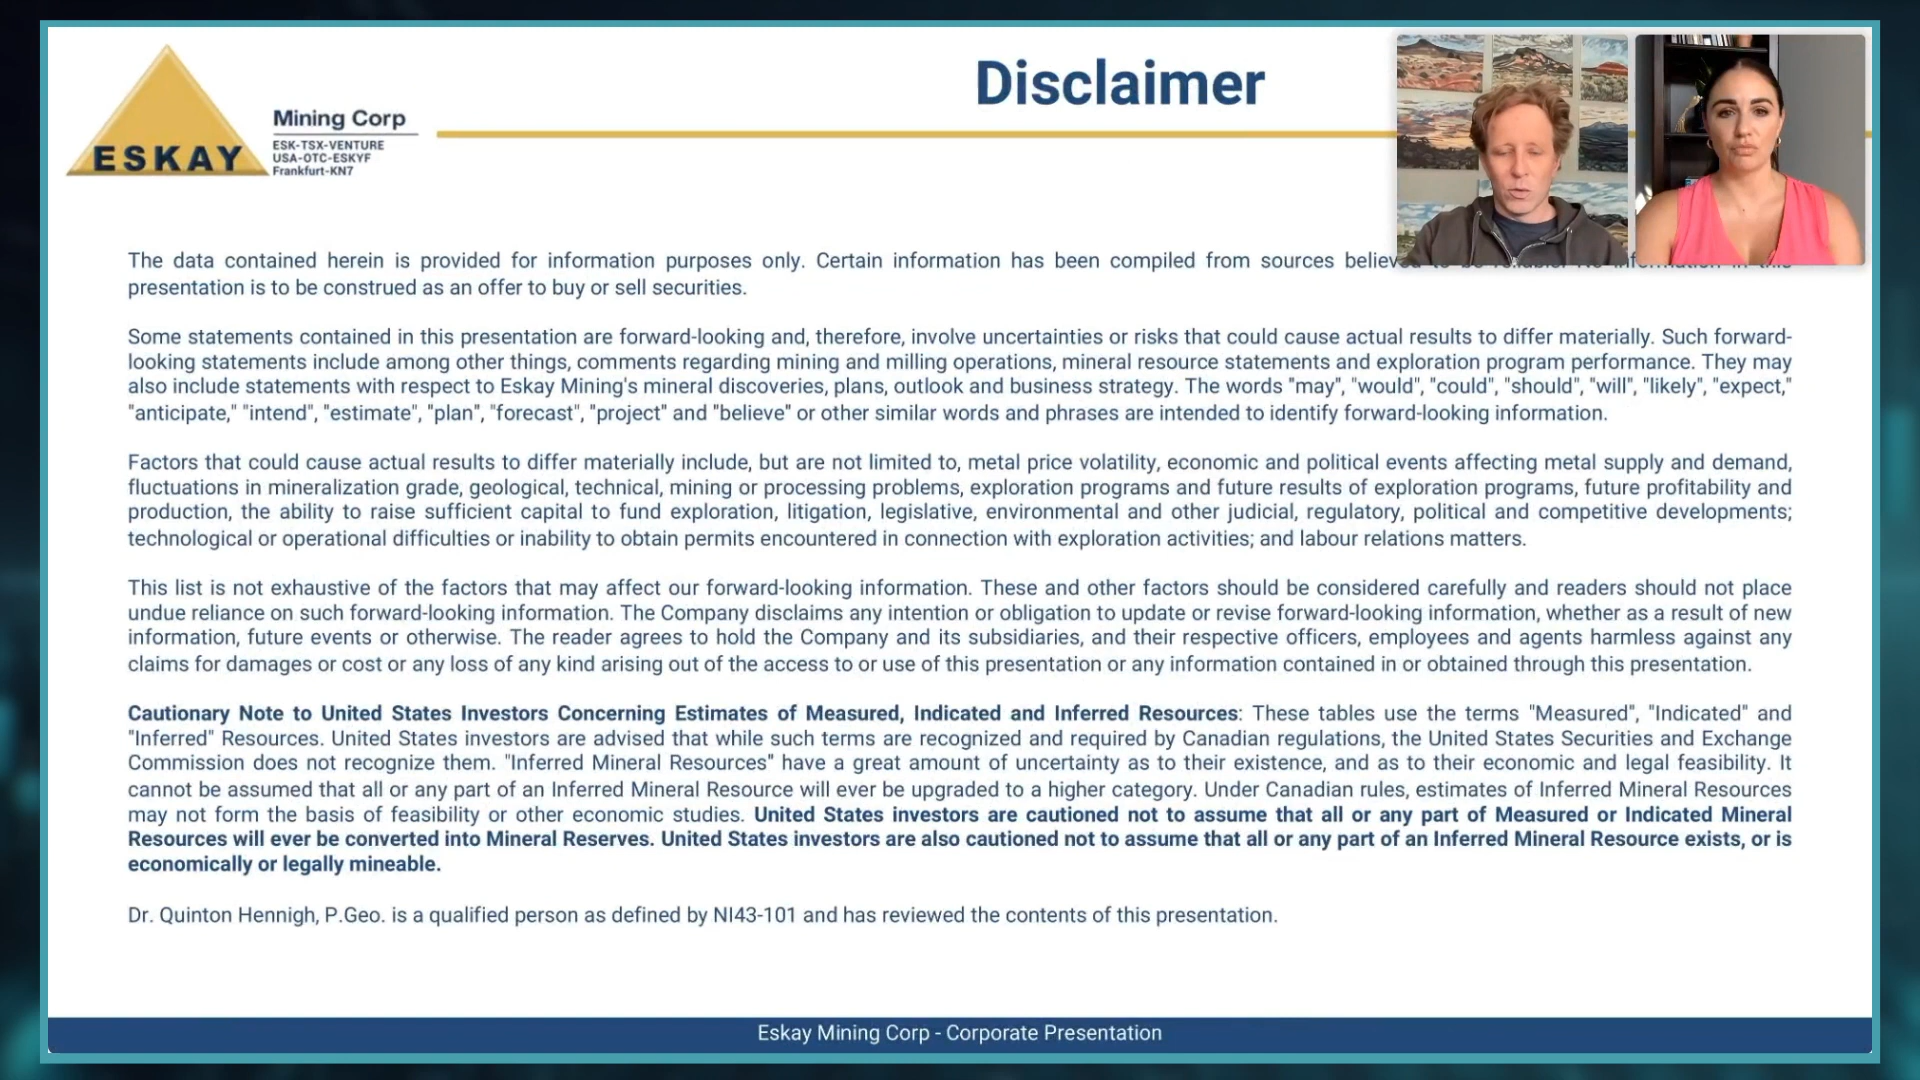 Disclaimer
Mining Corp
ESKAY
ESK-TSX-VENTURE
USA-OTC-ESKYF
Frankfurt-KN7
The data contained herein is provided for information purposes only. Certain information has been compiled from sources believed to be reliable. No information in this
presentation is to be construed as an offer to buy or sell securities.
Some statements contained in this presentation are forward-looking and, therefore, involve uncertainties or risks that could cause actual results to differ materially. Such forward-
looking statements include among other things, comments regarding mining and milling operations, mineral resource statements and exploration program performance. They may
also include statements with respect to Eskay Mining's mineral discoveries, plans, outlook and business strategy. The words "may", "would", "could", "should", "will", "likely", "expect,"
"anticipate," "intend", "estimate", "plan", "forecast", "project" and "believe" or other similar words and phrases are intended to identify forward-looking information.
Factors that could cause actual results to differ materially include, but are not limited to, metal price volatility, economic and political events affecting metal supply and demand,
fluctuations in mineralization grade, geological, technical, mining or processing problems, exploration programs and future results of exploration programs, future profitability and
production, the ability to raise sufficient capital to fund exploration, litigation, legislative, environmental and other judicial, regulatory, political and competitive developments;
technological or operational difficulties or inability to obtain permits encountered in connection with exploration activities; and labour relations matters.
This list is not exhaustive of the factors that may affect our forward-looking information. These and other factors should be considered carefully and readers should not place
undue reliance on such forward-looking information. The Company disclaims any intention or obligation to update or revise forward-looking information, whether as a result of new
information, future events or otherwise. The reader agrees to hold the Company and its subsidiaries, and their respective officers, employees and agents harmless against any
claims for damages or cost or any loss of any kind arising out of the access to or use of this presentation or any information contained in or obtained through this presentation.
Cautionary Note to United States Investors Concerning Estimates of Measured, Indicated and Inferred Resources: These tables use the terms "Measured", "Indicated" and
"Inferred" Resources. United States investors are advised that while such terms are recognized and required by Canadian regulations, the United States Securities and Exchange
Commission does not recognize them. "Inferred Mineral Resources" have a great amount of uncertainty as to their existence, and as to their economic and legal feasibility. It
cannot be assumed that all or any part of an Inferred Mineral Resource will ever be upgraded to a higher category. Under Canadian rules, estimates of Inferred Mineral Resources
may not form the basis of feasibility or other economic studies. United States investors are cautioned not to assume that all or any part of Measured or Indicated Mineral
Resources will ever be converted into Mineral Reserves. United States investors are also cautioned not to assume that all or any part of an Inferred Mineral Resource exists, or is
economically or legally mineable.
Dr. Quinton Hennigh, P.Geo. is a qualified person as defined by NI43-101 and has reviewed the contents of this presentation.
Eskay Mining Corp - Corporate Presentation